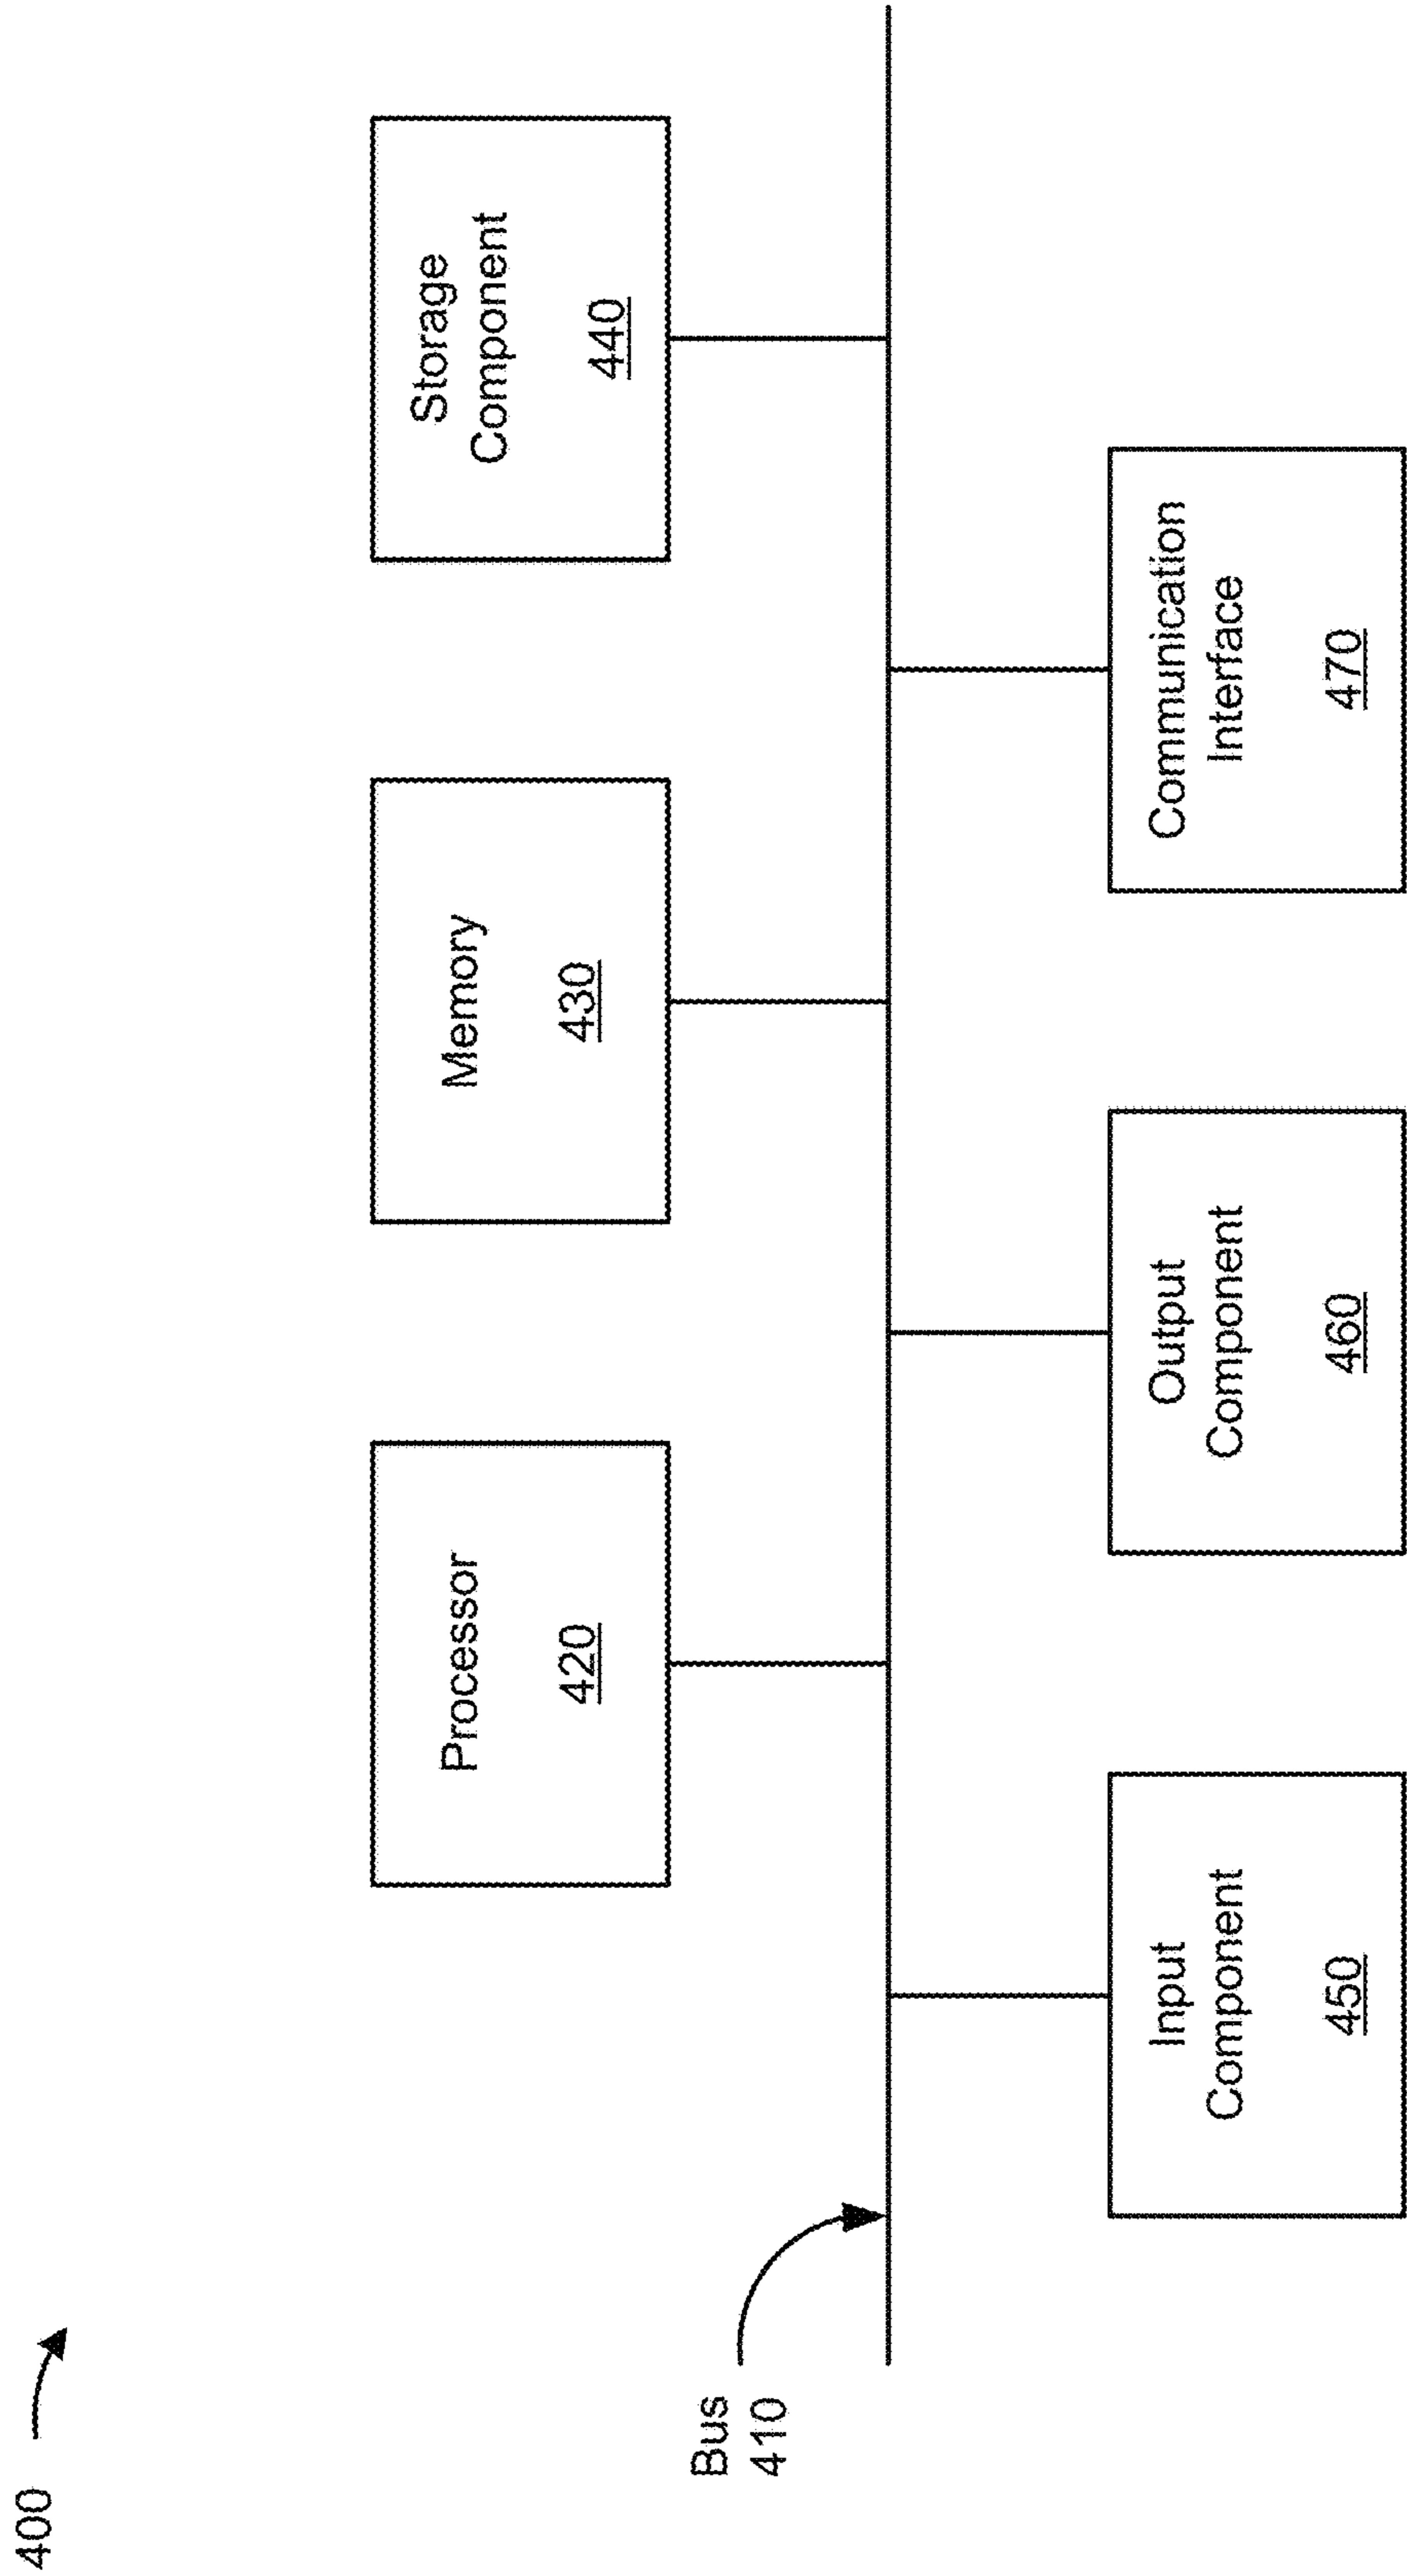 400
Processor
420
Memory
430
Storage
Component
440
Bus
410
Input
Component
450
Output
Component
460
Communication
Interface
470